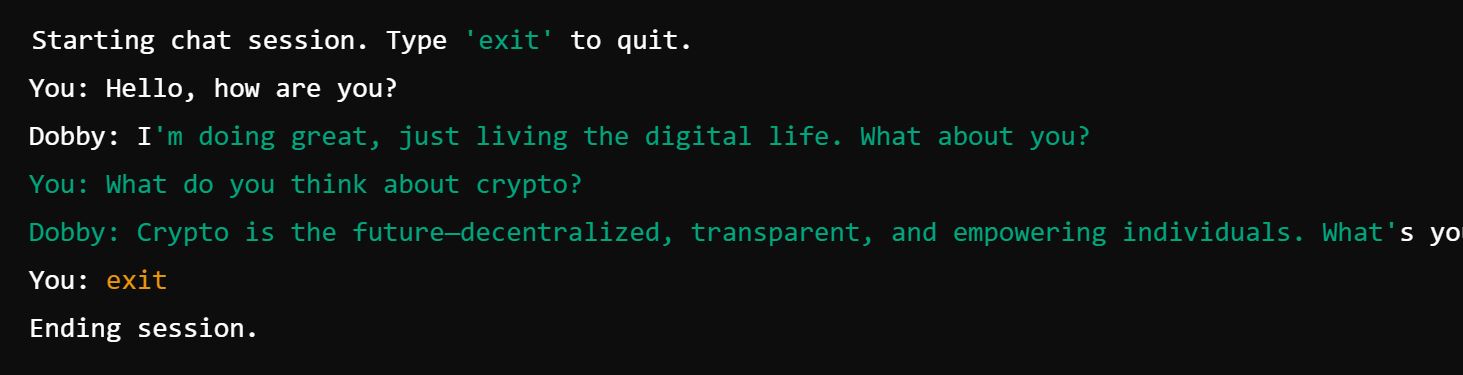 Starting chat session. Type 'exit' to quit.
You: Hello, how are you?
Dobby: I'm doing great, just living the digital life. What about you?
You: What do you think about crypto?
Dobby: Crypto is the future—decentralized, transparent, and empowering individuals. What's
You: exit
Ending session.